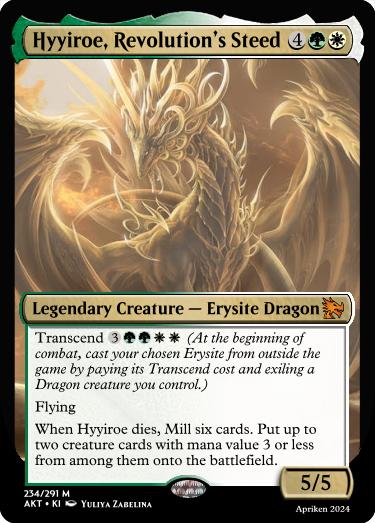 Hyyiroe, Revolution's Steed 4
Legendary Creature — Erysite Dragon
Transcend 3 (At the beginning of
combat, cast your chosen Erysite from outside
the game by paying its Transcend cost and exiling a
Dragon creature you control.)
Flying
When Hyyiroe dies, Mill six cards. Put up to
two creature cards with mana value 3 or less
from among them onto the battlefield.
5/5
234/291 M
AKT • KI YULIYA ZABELINA
Apriken 2024